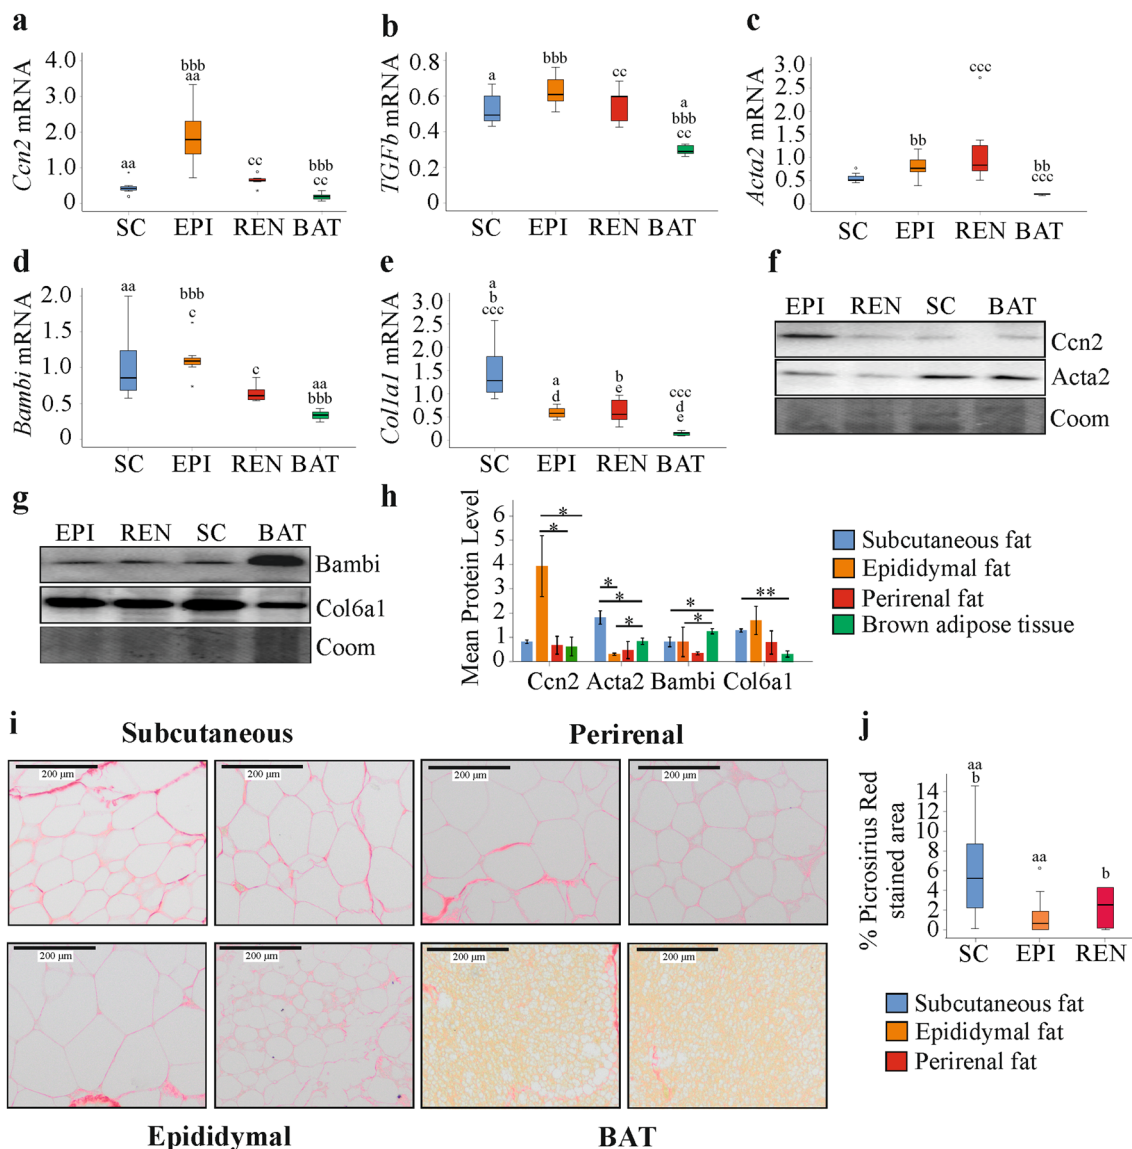 a
Ccn2 mRNA
4.0
3.0
2.0
1.0
0
aa
bbb
aa
cc
bbb
cc
SC EPI REN BAT
b
TGFb mRNA
0.8
0.6
0.4
0.2
0
a
bbb
cc
a
bbb
cc
SC EPI REN BAT
c
Acta2 mRNA
3.0
2.5
2.0
1.5
1.0
0.5
0
bb
ccc
bb
ccc
SC EPI REN BAT
d
Bambi mRNA
2.0
1.5
1.0
0.5
0
aa
bbb
c
c
aa
bbb
SC EPI REN BAT
e
Col1a1 mRNA
3.0
2.5
2.0
1.5
1.0
0.5
0
a
b
ccc
a
d
b
e
ccc
d
e
SC EPI REN BAT
f
EPI REN SC BAT
Ccn2
Acta2
Coom
g
EPI REN SC BAT
Bambi
Col6a1
Coom
h
Mean Protein Level
6
5
4
3
2
1
0
*
*
*
*
*
*
*
**
Ccn2 Acta2 Bambi Col6a1
Subcutaneous fat
Epididymal fat
Perirenal fat
Brown adipose tissue
i
Subcutaneous
Perirenal
200 µm
200 µm
200 µm
200 µm
200 µm
200 µm
200 µm
200 µm
Epididymal
BAT
j
% Picrosirius Red
stained area
14
12
10
8
6
4
2
0
aa
b
aa
b
SC EPI REN
Subcutaneous fat
Epididymal fat
Perirenal fat